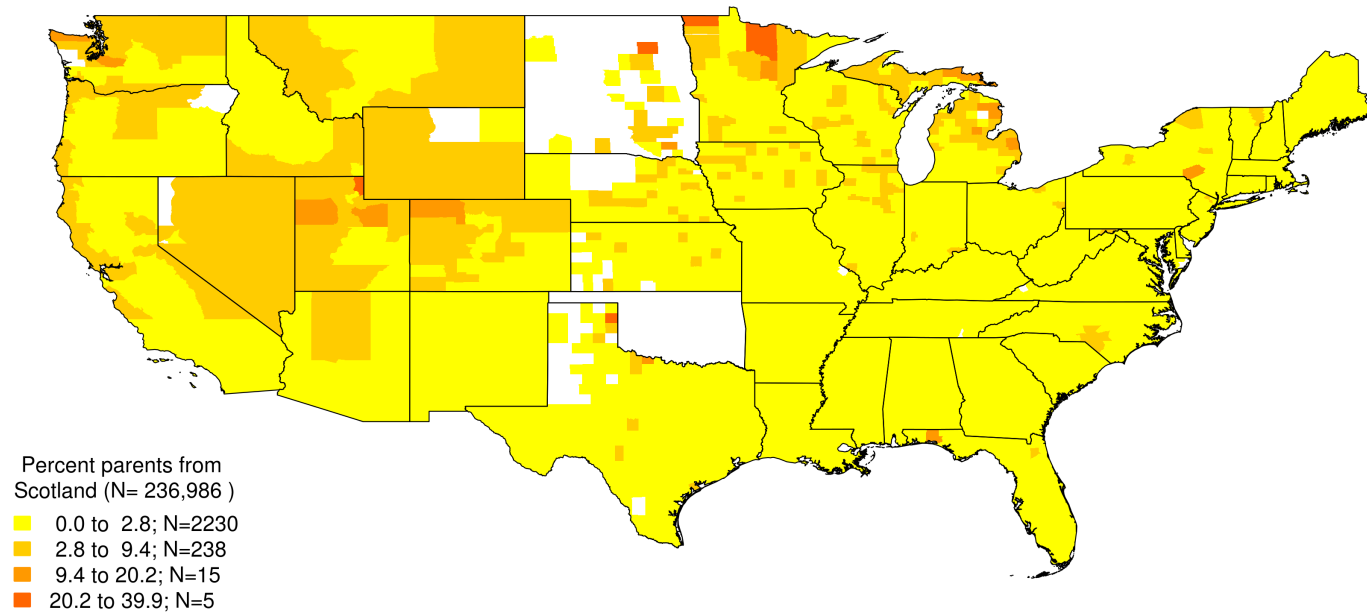 Percent parents from
Scotland (N= 236,986 )
0.0 to 2.8; N=2230
2.8 to 9.4; N=238
9.4 to 20.2; N=15
20.2 to 39.9; N=5